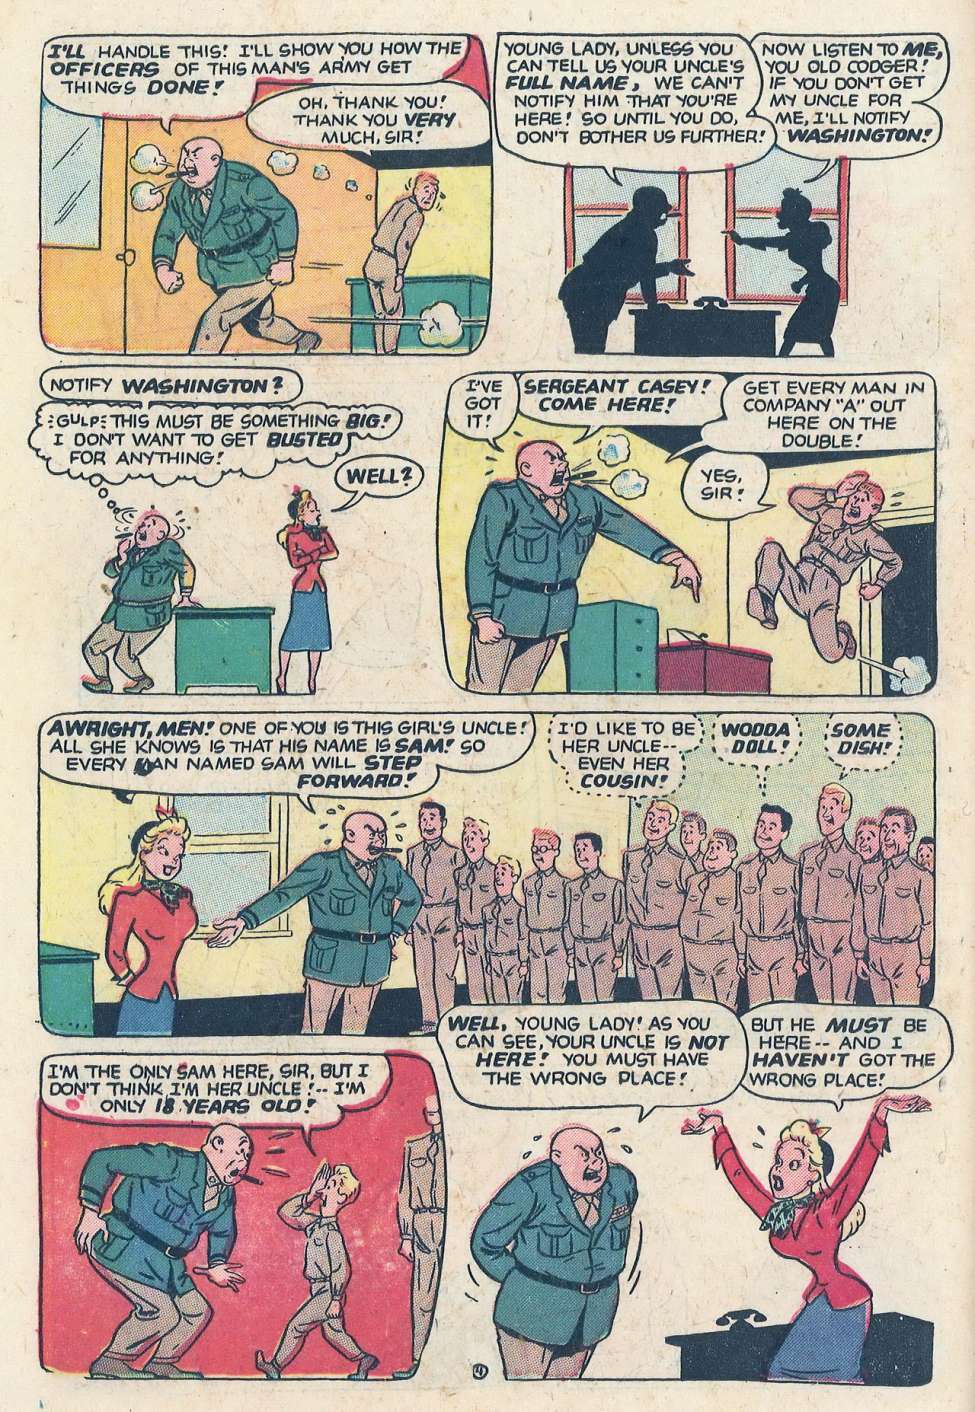 I'LL HANDLE THIS! I'LL SHOW YOU HOW THE
OFFICERS OF THIS MAN'S ARMY GET
THINGS DONE!
OH, THANK YOU!
THANK YOU VERY
MUCH, SIR!
YOUNG LADY, UNLESS YOU
CAN TELL US YOUR UNCLE'S
FULL NAME, WE CAN'T
NOTIFY HIM THAT YOU'RE
HERE! SO UNTIL YOU DO,
DON'T BOTHER US FURTHER!
NOW LISTEN TO ME,
YOU OLD CODGER!
IF YOU DON'T GET
MY UNCLE FOR
ME, I'LL NOTIFY
WASHINGTON!
NOTIFY WASHINGTON?
:GULP: THIS MUST BE SOMETHING BIG!
I DON'T WANT TO GET BUSTED
FOR ANYTHING!
WELL?
I'VE
GOT
IT!
SERGEANT CASEY!
COME HERE!
GET EVERY MAN IN
COMPANY "A" OUT
HERE ON THE
DOUBLE!
YES,
SIR!
AWRIGHT, MEN! ONE OF YOU IS THIS GIRL'S UNCLE!
ALL SHE KNOWS IS THAT HIS NAME IS SAM! SO
EVERY MAN NAMED SAM WILL STEP
FORWARD!
I'D LIKE TO BE
HER UNCLE--
EVEN HER
COUSIN!
WODDA
DOLL!
SOME
DISH!
I'M THE ONLY SAM HERE, SIR, BUT I
DON'T THINK I'M HER UNCLE!-- I'M
ONLY 18 YEARS OLD!
WELL, YOUNG LADY! AS YOU
CAN SEE, YOUR UNCLE IS NOT
HERE! YOU MUST HAVE
THE WRONG PLACE!
BUT HE MUST BE
HERE-- AND I
HAVEN'T GOT THE
WRONG PLACE!
4